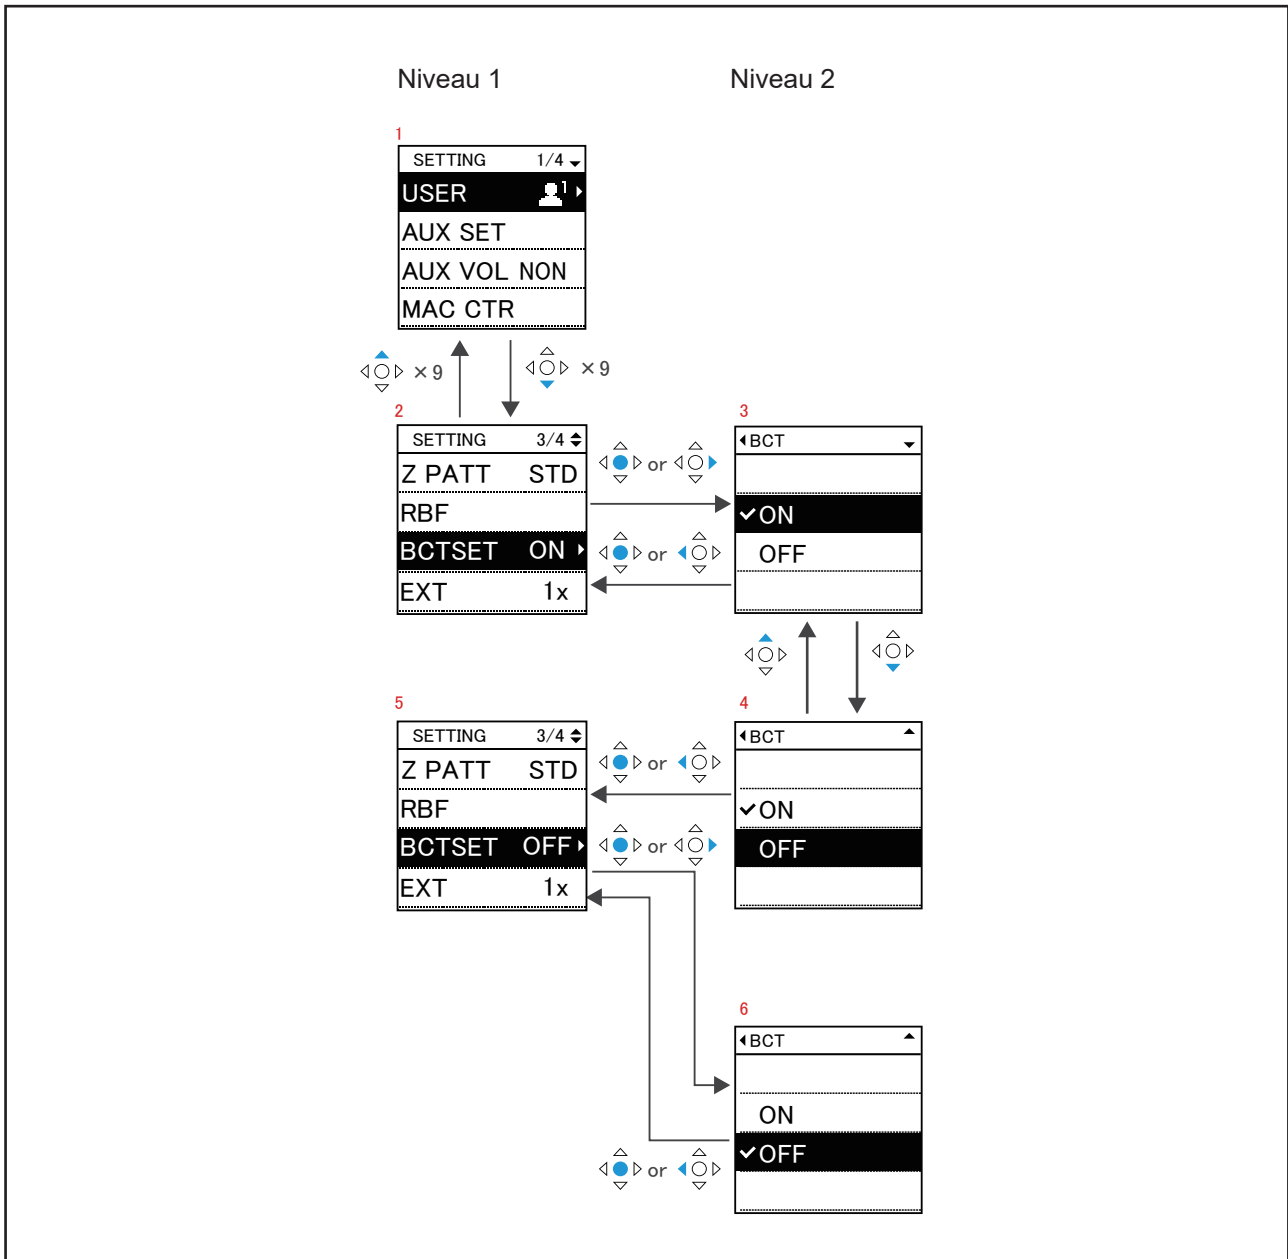 Niveau 1 Niveau 2
1
SETTING 1/4
USER 1
AUX SET
AUX VOL NON
MAC CTR
×9 ×9
2
SETTING 3/4
Z PATT STD
RBF
BCTSET ON
EXT 1x
or
or
3
BCT
ON
OFF
5
SETTING 3/4
Z PATT STD
RBF
BCTSET OFF
EXT 1x
or
or
4
BCT
ON
OFF
6
BCT
ON
OFF
or